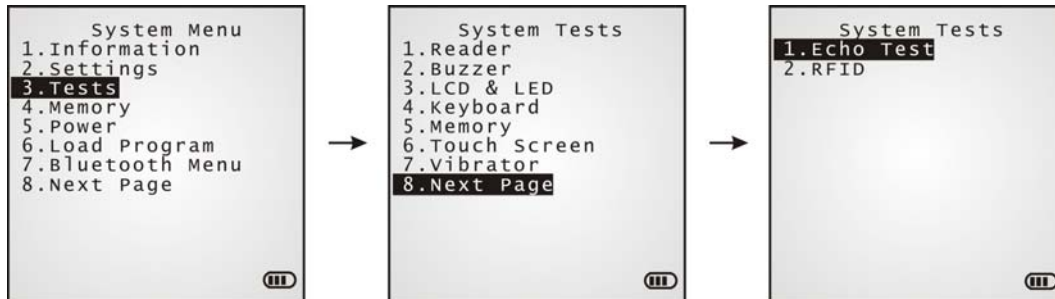 System Menu
1.Information
2.Settings
3.Tests
4.Memory
5.Power
6.Load Program
7.Bluetooth Menu
8.Next Page
System Tests
1.Reader
2.Buzzer
3.LCD & LED
4.Keyboard
5.Memory
6.Touch Screen
7.Vibrator
8.Next Page
System Tests
1.Echo Test
2.RFID